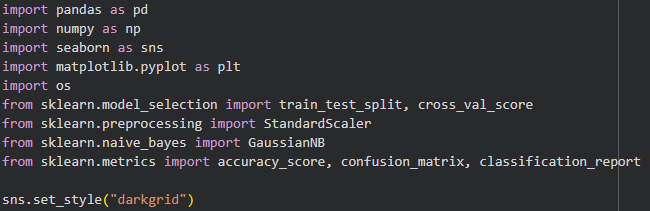 import pandas as pd
import numpy as np
import seaborn as sns
import matplotlib.pyplot as plt
import os
from sklearn.model_selection import train_test_split, cross_val_score
from sklearn.preprocessing import StandardScaler
from sklearn.naive_bayes import GaussianNB
from sklearn.metrics import accuracy_score, confusion_matrix, classification_report
sns.set_style("darkgrid")